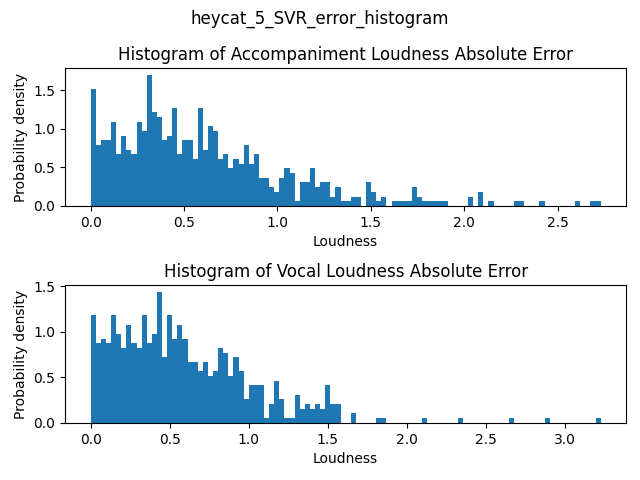 heycat_5_SVR_error_histogram
Histogram of Accompaniment Loudness Absolute Error
Probability density
1.5
1.0
0.5
0.0
0.0 0.5 1.0 1.5 2.0 2.5
Loudness
Histogram of Vocal Loudness Absolute Error
Probability density
1.5
1.0
0.5
0.0
0.0 0.5 1.0 1.5 2.0 2.5 3.0
Loudness